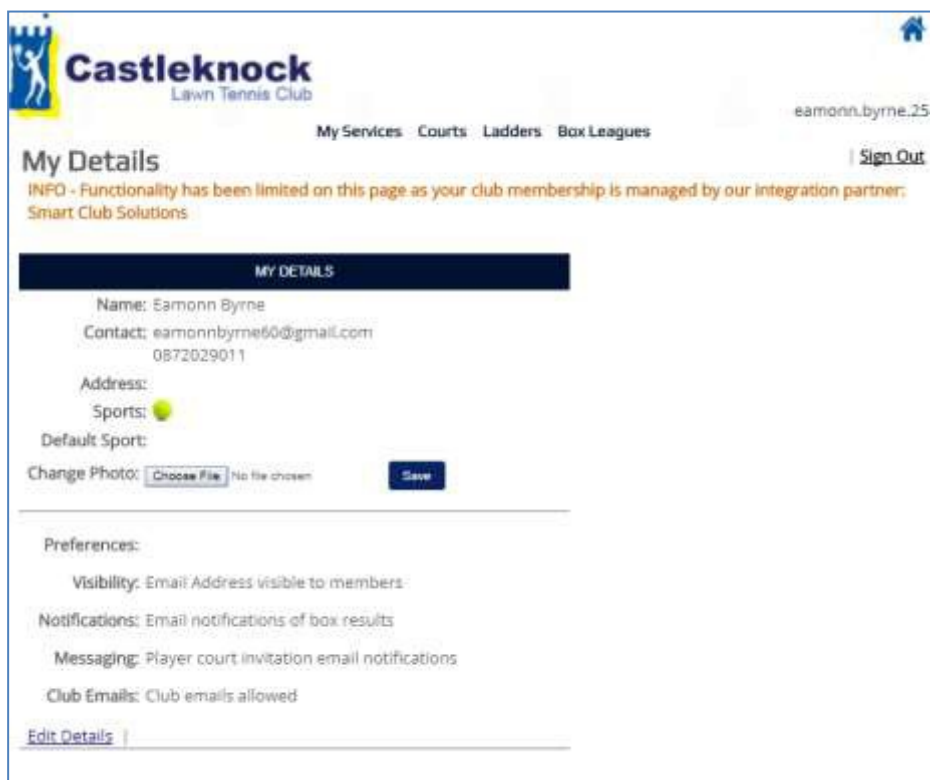 Castleknock
Lawn Tennis Club
eamonn.byrne.25
My Services Courts Ladders Box Leagues
My Details
| Sign Out
INFO - Functionality has been limited on this page as your club membership is managed by our integration partner:
Smart Club Solutions
MY DETAILS
Name: Eamonn Byrne
Contact: eamonnbyrne60@gmail.com
0872029011
Address:
Sports:
Default Sport:
Change Photo: Choose File No file chosen Save
Preferences:
Visibility: Email Address visible to members
Notifications: Email notifications of box results
Messaging: Player court invitation email notifications
Club Emails: Club emails allowed
Edit Details |